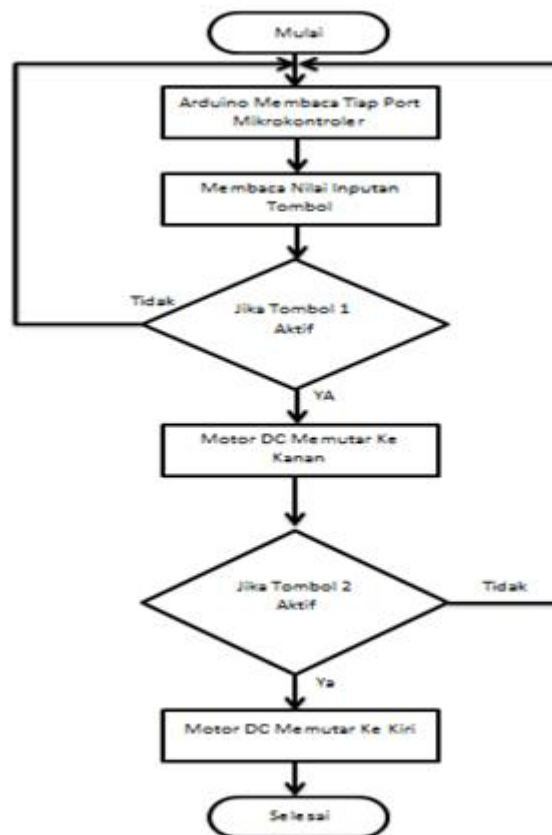 Mulai
Arduino Membaca Tiap Port
Mikrokontroler
Membaca Nilai Inputan
Tombol
Tidak
Jika Tombol 1
Aktif
YA
Motor DC Memutar Ke
Kanan
Jika Tombol 2
Aktif
Tidak
Ya
Motor DC Memutar Ke Kiri
Selesai